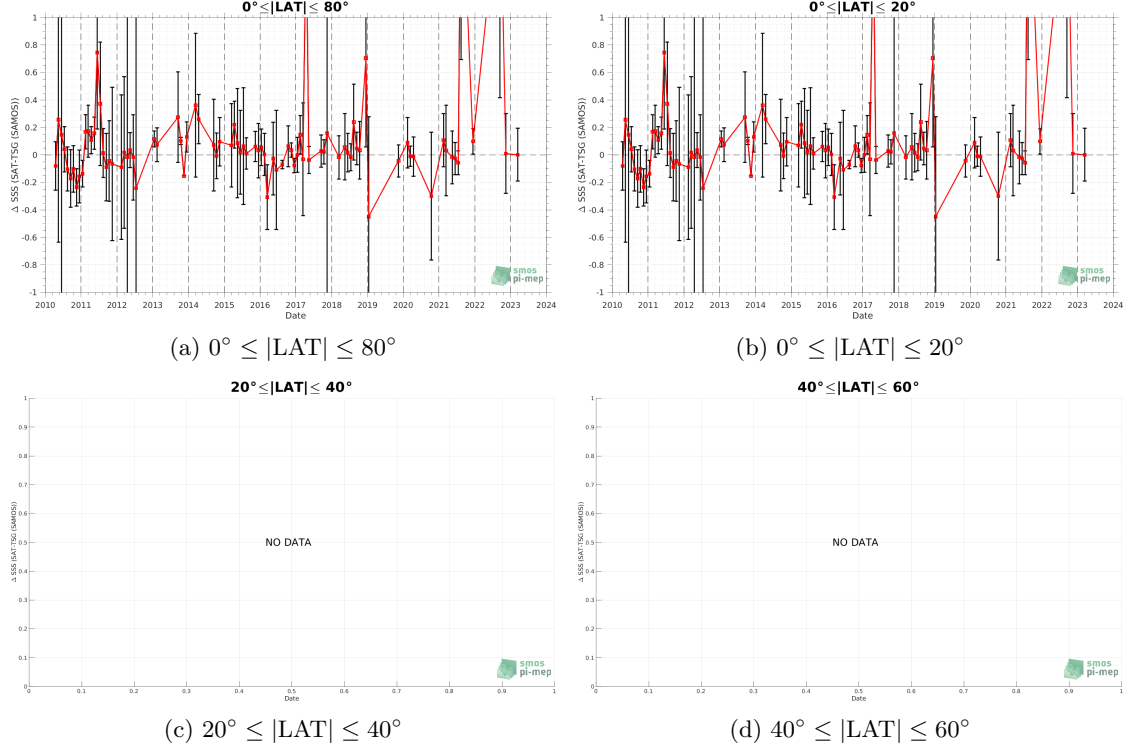 0°≤|LAT|≤ 80°
1
0.8
0.6
0.4
0.2
0
-0.2
-0.4
-0.6
-0.8
-1
Δ SSS (SAT-TSG (SAMOS))
2010 2011 2012 2013 2014 2015 2016 2017 2018 2019 2020 2021 2022 2023 2024
Date
smos
pi-mep
(a) 0° ≤ |LAT| ≤ 80°
0°≤|LAT|≤ 20°
1
0.8
0.6
0.4
0.2
0
-0.2
-0.4
-0.6
-0.8
-1
Δ SSS (SAT-TSG (SAMOS))
2010 2011 2012 2013 2014 2015 2016 2017 2018 2019 2020 2021 2022 2023 2024
Date
smos
pi-mep
(b) 0° ≤ |LAT| ≤ 20°
20°≤|LAT|≤ 40°
1
0.9
0.8
0.7
0.6
0.5
0.4
0.3
0.2
0.1
0
Δ SSS (SAT-TSG (SAMOS))
NO DATA
0 0.1 0.2 0.3 0.4 0.5 0.6 0.7 0.8 0.9 1
Date
smos
pi-mep
(c) 20° ≤ |LAT| ≤ 40°
40°≤|LAT|≤ 60°
1
0.9
0.8
0.7
0.6
0.5
0.4
0.3
0.2
0.1
0
Δ SSS (SAT-TSG (SAMOS))
NO DATA
0 0.1 0.2 0.3 0.4 0.5 0.6 0.7 0.8 0.9 1
Date
smos
pi-mep
(d) 40° ≤ |LAT| ≤ 60°